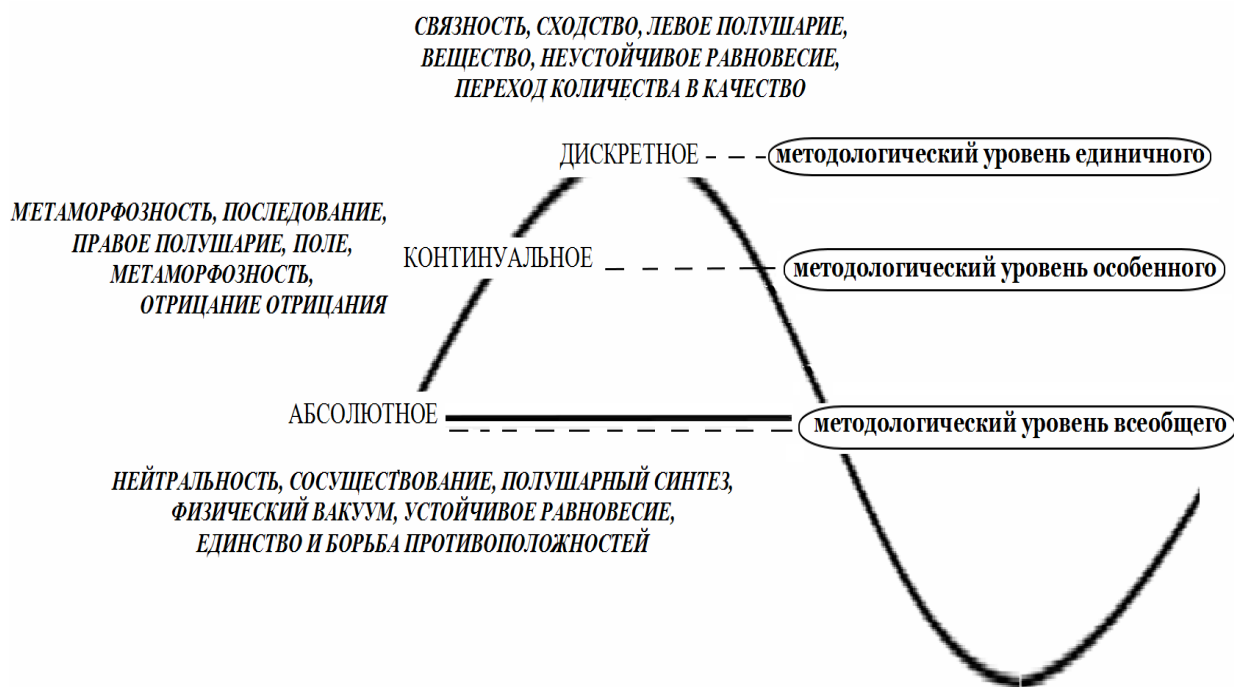 СВЯЗНОСТЬ, СХОДСТВО, ЛЕВОЕ ПОЛУШАРИЕ,
ВЕЩЕСТВО, НЕУСТОЙЧИВОЕ РАВНОВЕСИЕ,
ПЕРЕХОД КОЛИЧЕСТВА В КАЧЕСТВО
ДИСКРЕТНОЕ
методологический уровень единичного
МЕТАМОРФОЗНОСТЬ, ПОСЛЕДОВАНИЕ,
ПРАВОЕ ПОЛУШАРИЕ, ПОЛЕ,
МЕТАМОРФОЗНОСТЬ,
ОТРИЦАНИЕ ОТРИЦАНИЯ
КОНТИНУАЛЬНОЕ
методологический уровень особенного
АБСОЛЮТНОЕ
методологический уровень всеобщего
НЕЙТРАЛЬНОСТЬ, СОСУЩЕСТВОВАНИЕ, ПОЛУШАРНЫЙ СИНТЕЗ,
ФИЗИЧЕСКИЙ ВАКУУМ, УСТОЙЧИВОЕ РАВНОВЕСИЕ,
ЕДИНСТВО И БОРЬБА ПРОТИВОПОЛОЖНОСТЕЙ